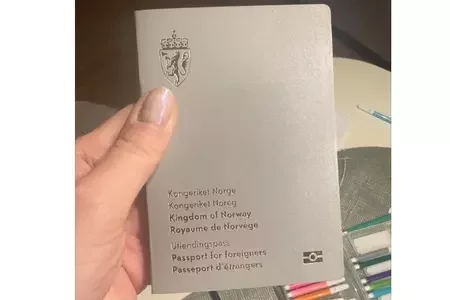 Kongeriket Norge
Kongeriket Noreg
Kingdom of Norway
Royaume de Norvège
Utlendingspass
Passport for foreigners
Passeport d'étrangers